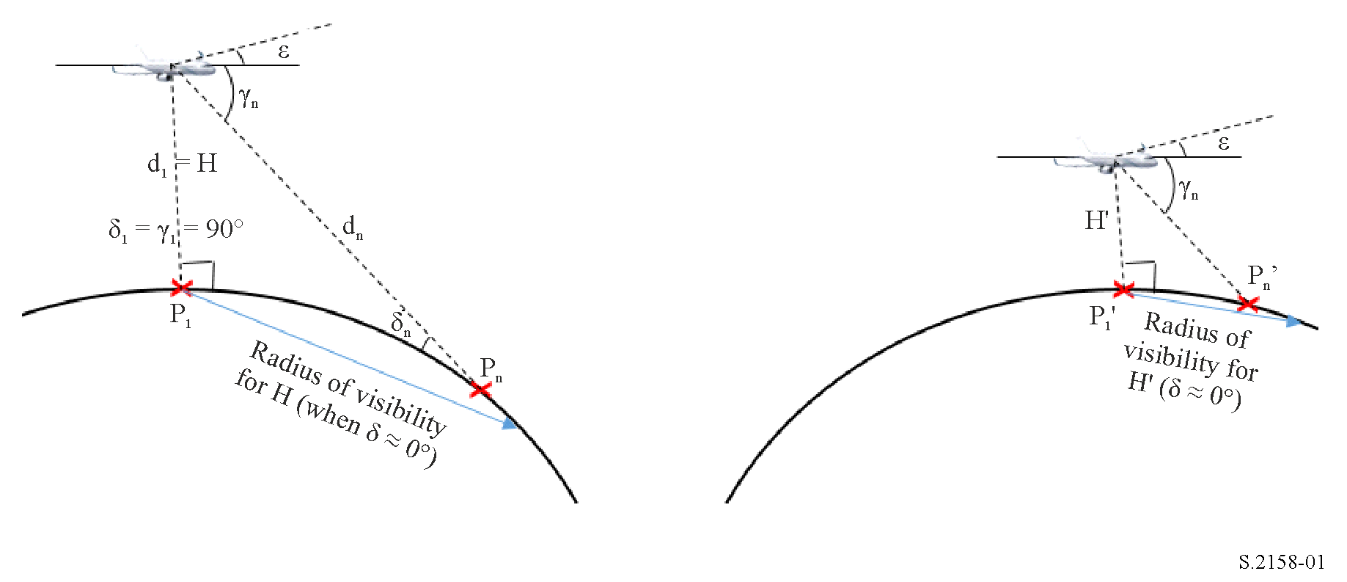 ε
γn
d1 = H
δ1 = γ1 = 90°
dn
δn
P1
Pn
Radius of visibility
for H (when δ ≈ 0°)
ε
γn
H'
Pn’
P1'
Radius of
visibility for
H' (δ ≈ 0°)
S.2158-01